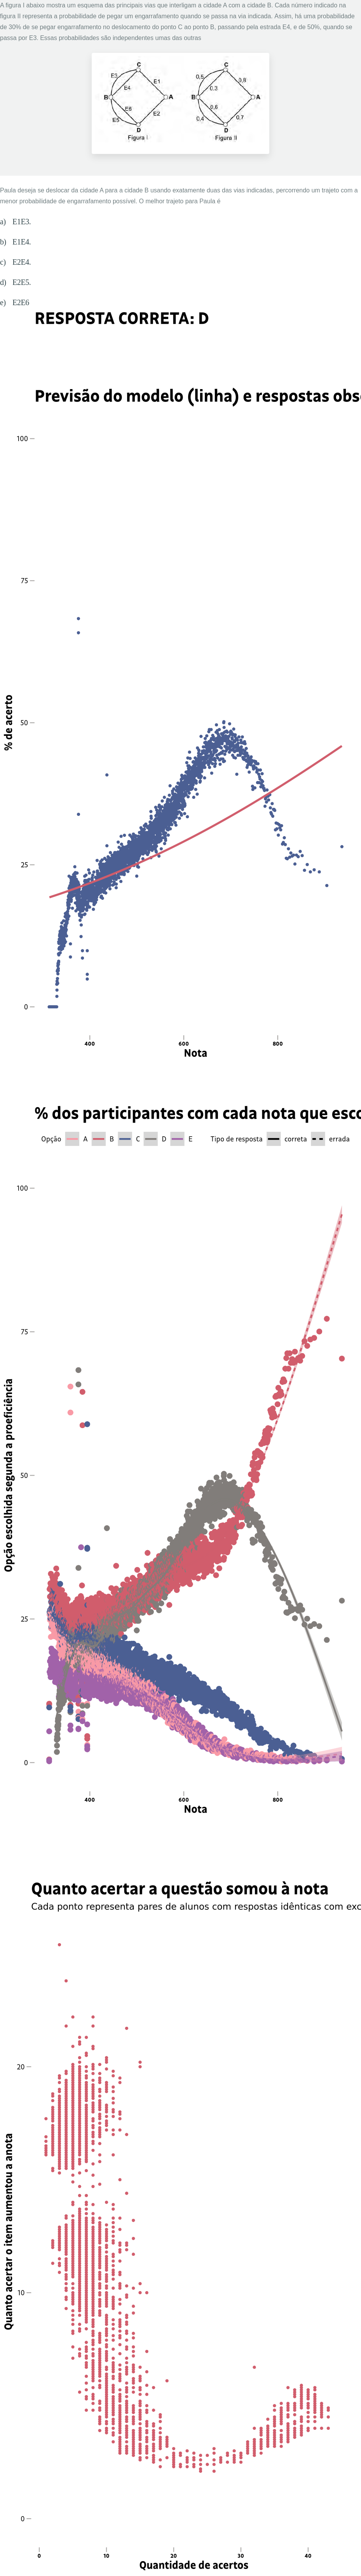 A figura I abaixo mostra um esquema das principais vias que interligam a cidade A com a cidade B. Cada número indicado na
figura II representa a probabilidade de pegar um engarrafamento quando se passa na via indicada. Assim, há uma probabilidade
de 30% de se pegar engarrafamento no deslocamento do ponto C ao ponto B, passando pela estrada E4, e de 50%, quando se
passa por E3. Essas probabilidades são independentes umas das outras
C
E3
E1
E4
B
A
E6
E2
E5
D
Figura I
C
0,5
0,8
0,3
B
A
0,6
0,7
0,4
D
Figura II
Paula deseja se deslocar da cidade A para a cidade B usando exatamente duas das vias indicadas, percorrendo um trajeto com a
menor probabilidade de engarrafamento possível. O melhor trajeto para Paula é
a) E1E3.
b) E1E4.
c) E2E4.
d) E2E5.
e) E2E6
RESPOSTA CORRETA: D
Previsão do modelo (linha) e respostas obs
% de acerto
100
75
50
25
0
400 600 800
Nota
% dos participantes com cada nota que esco
Opção A B C D E Tipo de resposta correta errada
Opção escolhida segunda a proeficiência
100
75
50
25
0
400 600 800
Nota
Quanto acertar a questão somou à nota
Cada ponto representa pares de alunos com respostas idênticas com exc
Quanto acertar o item aumentou a anota
20
10
0
0 10 20 30 40
Quantidade de acertos